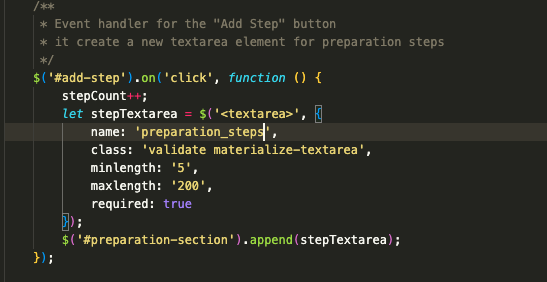 /**
* Event handler for the "Add Step" button
* it create a new textarea element for preparation steps
*/
$('#add-step').on('click', function () {
stepCount++;
let stepTextarea = $('<textarea>', {
name: 'preparation_steps',
class: 'validate materialize-textarea',
minlength: '5',
maxlength: '200',
required: true
});
$('#preparation-section').append(stepTextarea);
});